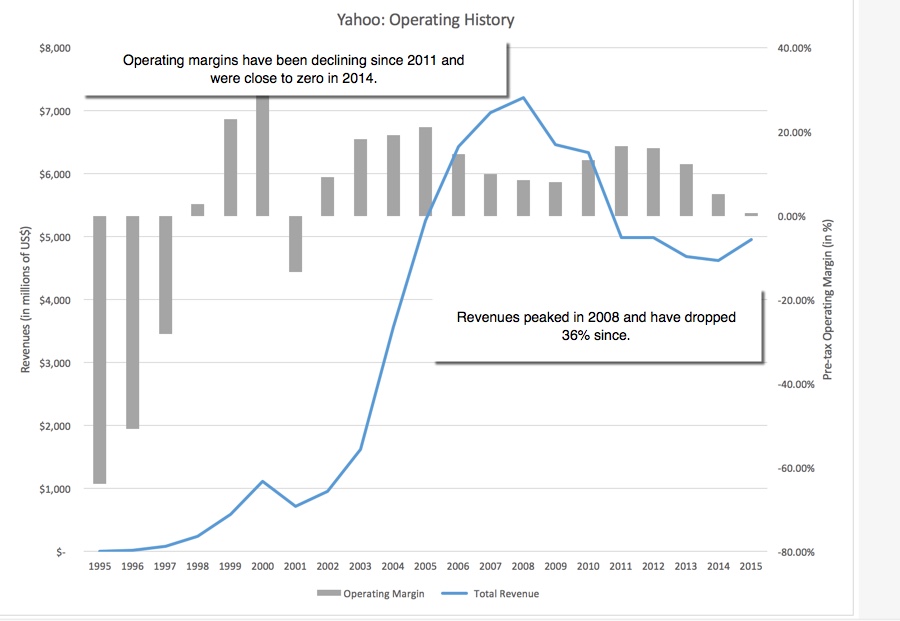 Yahoo: Operating History
$8,000
$7,000
$6,000
$5,000
$4,000
$3,000
$2,000
$1,000
$-
Revenues (in millions of US$)
Operating margins have been declining since 2011 and
were close to zero in 2014.
Revenues peaked in 2008 and have dropped
36% since.
40.00%
20.00%
0.00%
-20.00%
-40.00%
-60.00%
-80.00%
Pre-tax Operating Margin (in %)
1995 1996 1997 1998 1999 2000 2001 2002 2003 2004 2005 2006 2007 2008 2009 2010 2011 2012 2013 2014 2015
Operating Margin Total Revenue